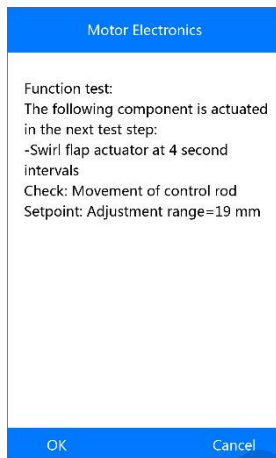 Motor Electronics
Function test:
The following component is actuated
in the next test step:
-Swirl flap actuator at 4 second
intervals
Check: Movement of control rod
Setpoint: Adjustment range=19 mm
OK
Cancel